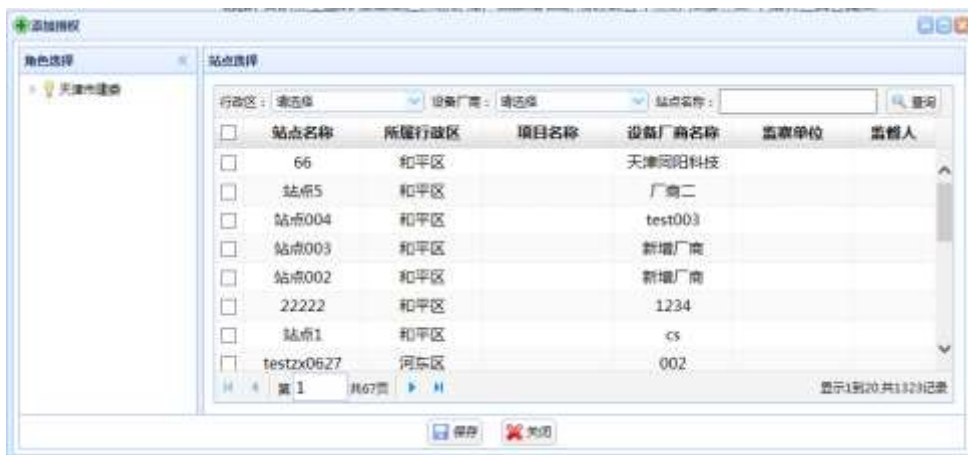 添加授权
角色选择
站点选择
天津市建委
行政区： 请选择 设备厂商： 请选择 站点名称： 查询
站点名称 所属行政区 项目名称 设备厂商名称 监察单位 监督人
66 和平区 天津同阳科技
站点5 和平区 厂商二
站点004 和平区 test003
站点003 和平区 新增厂商
站点002 和平区 新增厂商
22222 和平区 1234
站点1 和平区 cs
testzx0627 河东区 002
第 1 共67页 显示1到20,共1323记录
保存 关闭